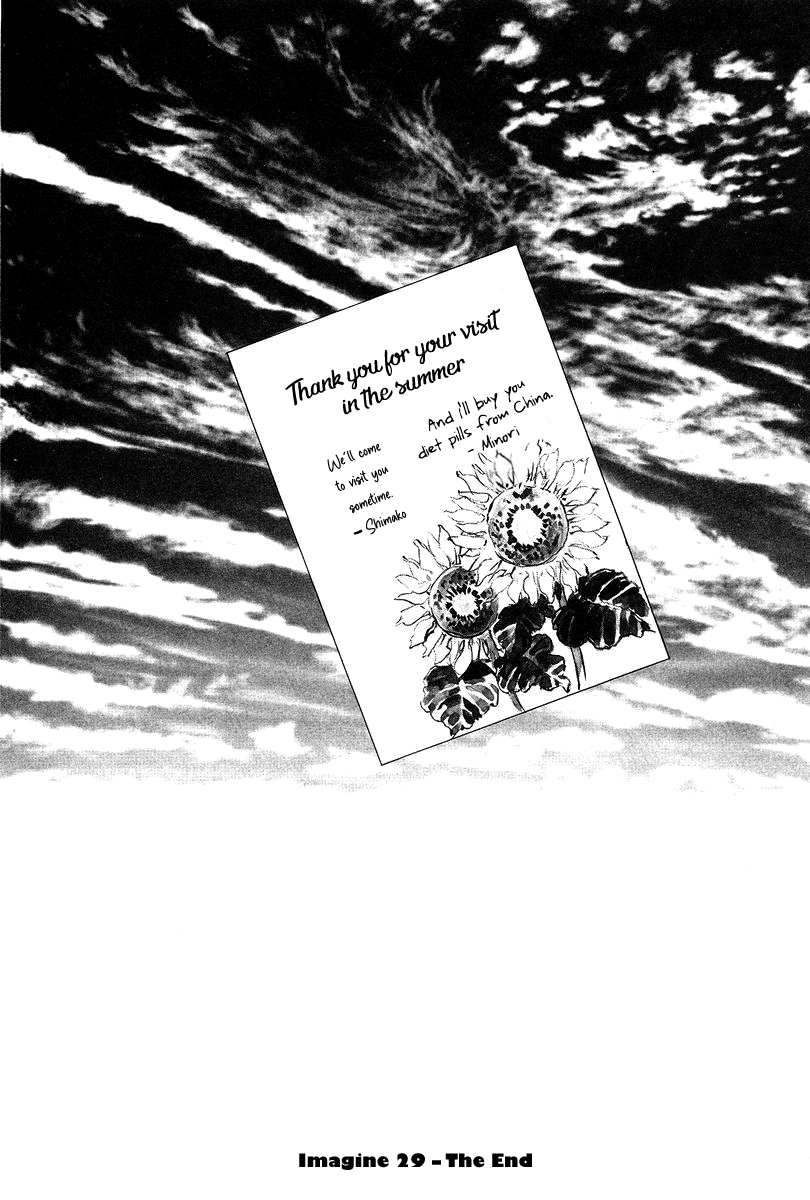 Thank you for your visit
in the summer
And i'll buy you
diet pills from China.
- Minori
We'll come
to visit you
sometime.
- Shimako
Imagine 29 - The End